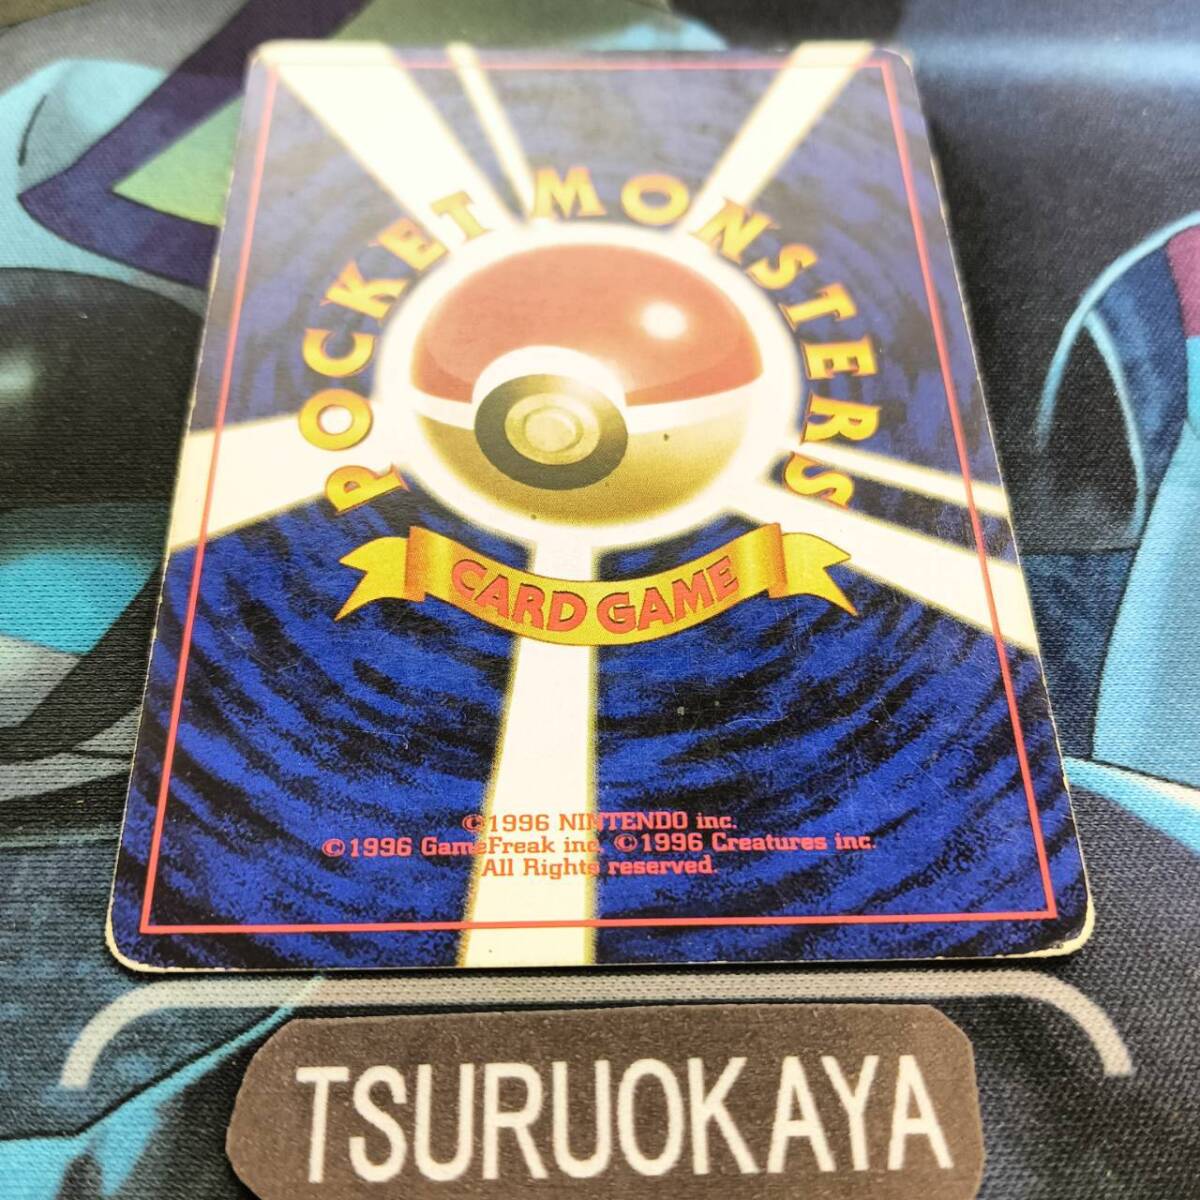 POCKET MONSTERS
CARD GAME
©1996 NINTENDO inc.
©1996 GameFreak inc. ©1996 Creatures inc.
All Rights reserved.
TSURUOKAYA